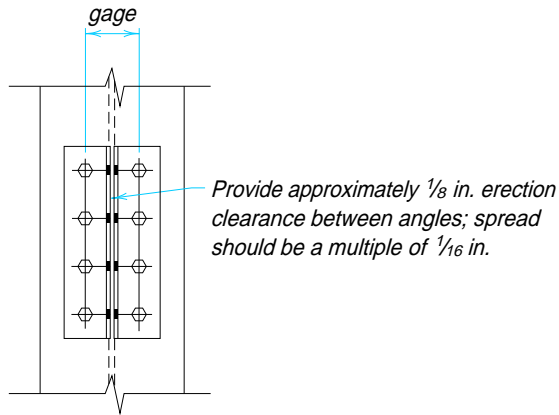 gage
Provide approximately 1/8 in. erection
clearance between angles; spread
should be a multiple of 1/16 in.